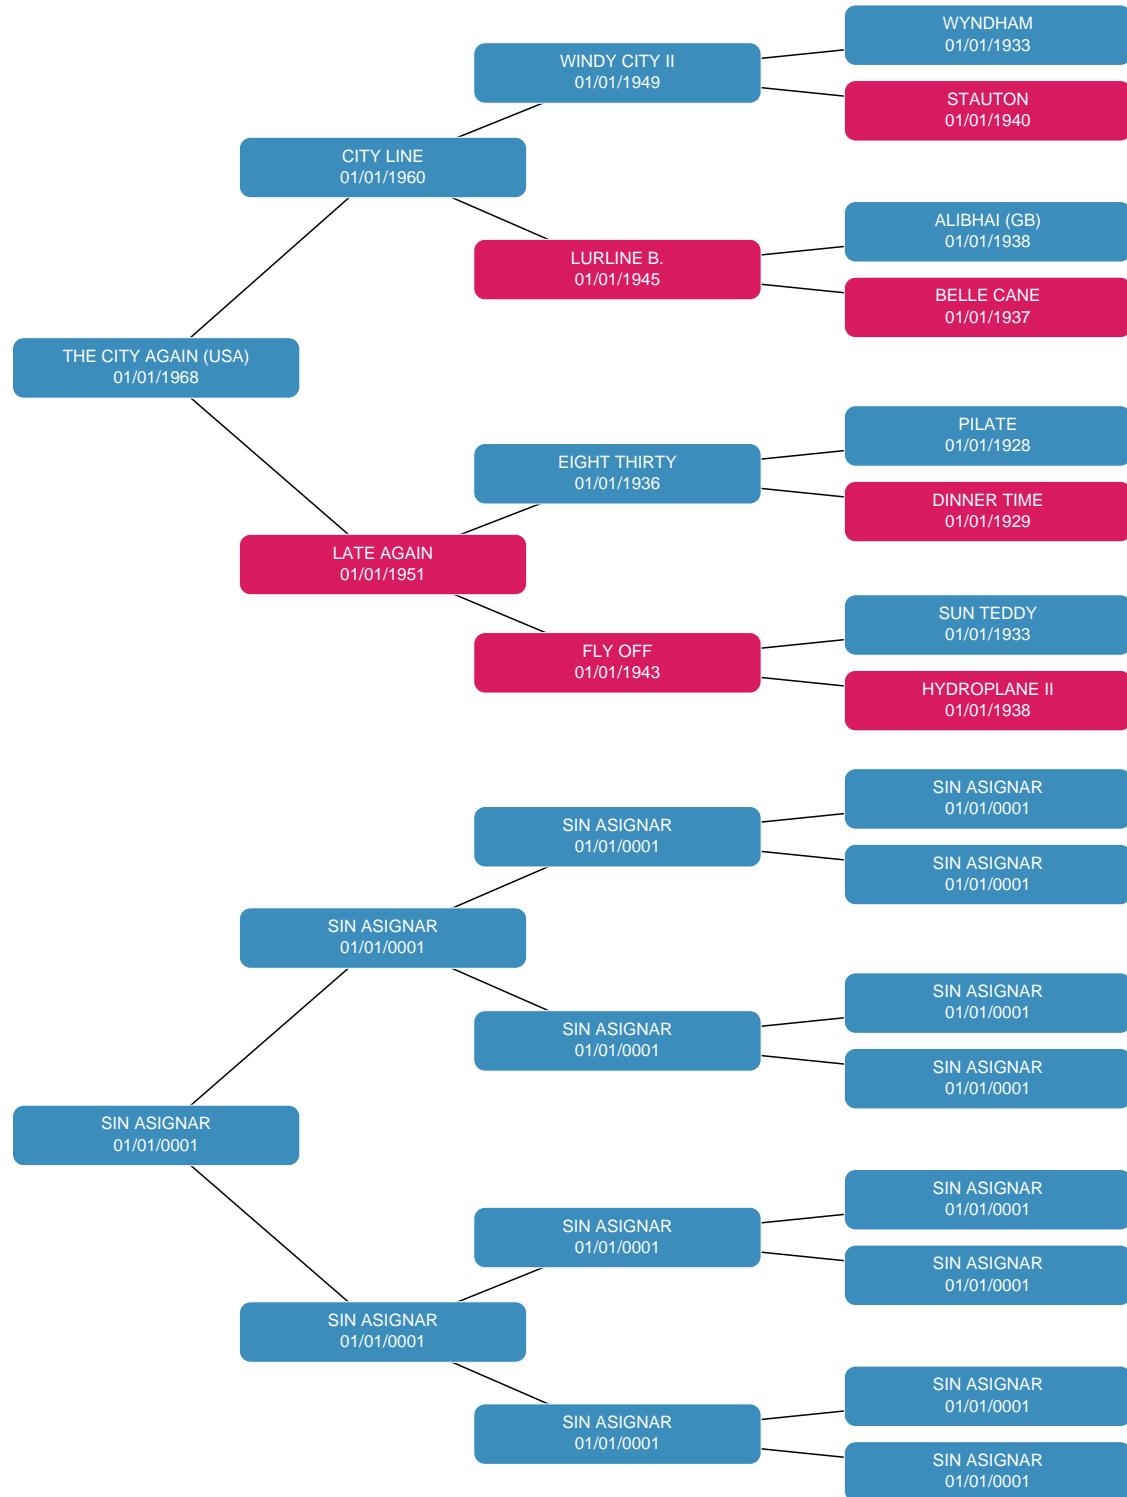 WYNDHAM
01/01/1933
WINDY CITY II
01/01/1949
STAUTON
01/01/1940
CITY LINE
01/01/1960
ALIBHAI (GB)
01/01/1938
LURLINE B.
01/01/1945
BELLE CANE
01/01/1937
THE CITY AGAIN (USA)
01/01/1968
PILATE
01/01/1928
EIGHT THIRTY
01/01/1936
DINNER TIME
01/01/1929
LATE AGAIN
01/01/1951
SUN TEDDY
01/01/1933
FLY OFF
01/01/1943
HYDROPLANE II
01/01/1938
SIN ASIGNAR
01/01/0001
SIN ASIGNAR
01/01/0001
SIN ASIGNAR
01/01/0001
SIN ASIGNAR
01/01/0001
SIN ASIGNAR
01/01/0001
SIN ASIGNAR
01/01/0001
SIN ASIGNAR
01/01/0001
SIN ASIGNAR
01/01/0001
SIN ASIGNAR
01/01/0001
SIN ASIGNAR
01/01/0001
SIN ASIGNAR
01/01/0001
SIN ASIGNAR
01/01/0001
SIN ASIGNAR
01/01/0001
SIN ASIGNAR
01/01/0001
SIN ASIGNAR
01/01/0001